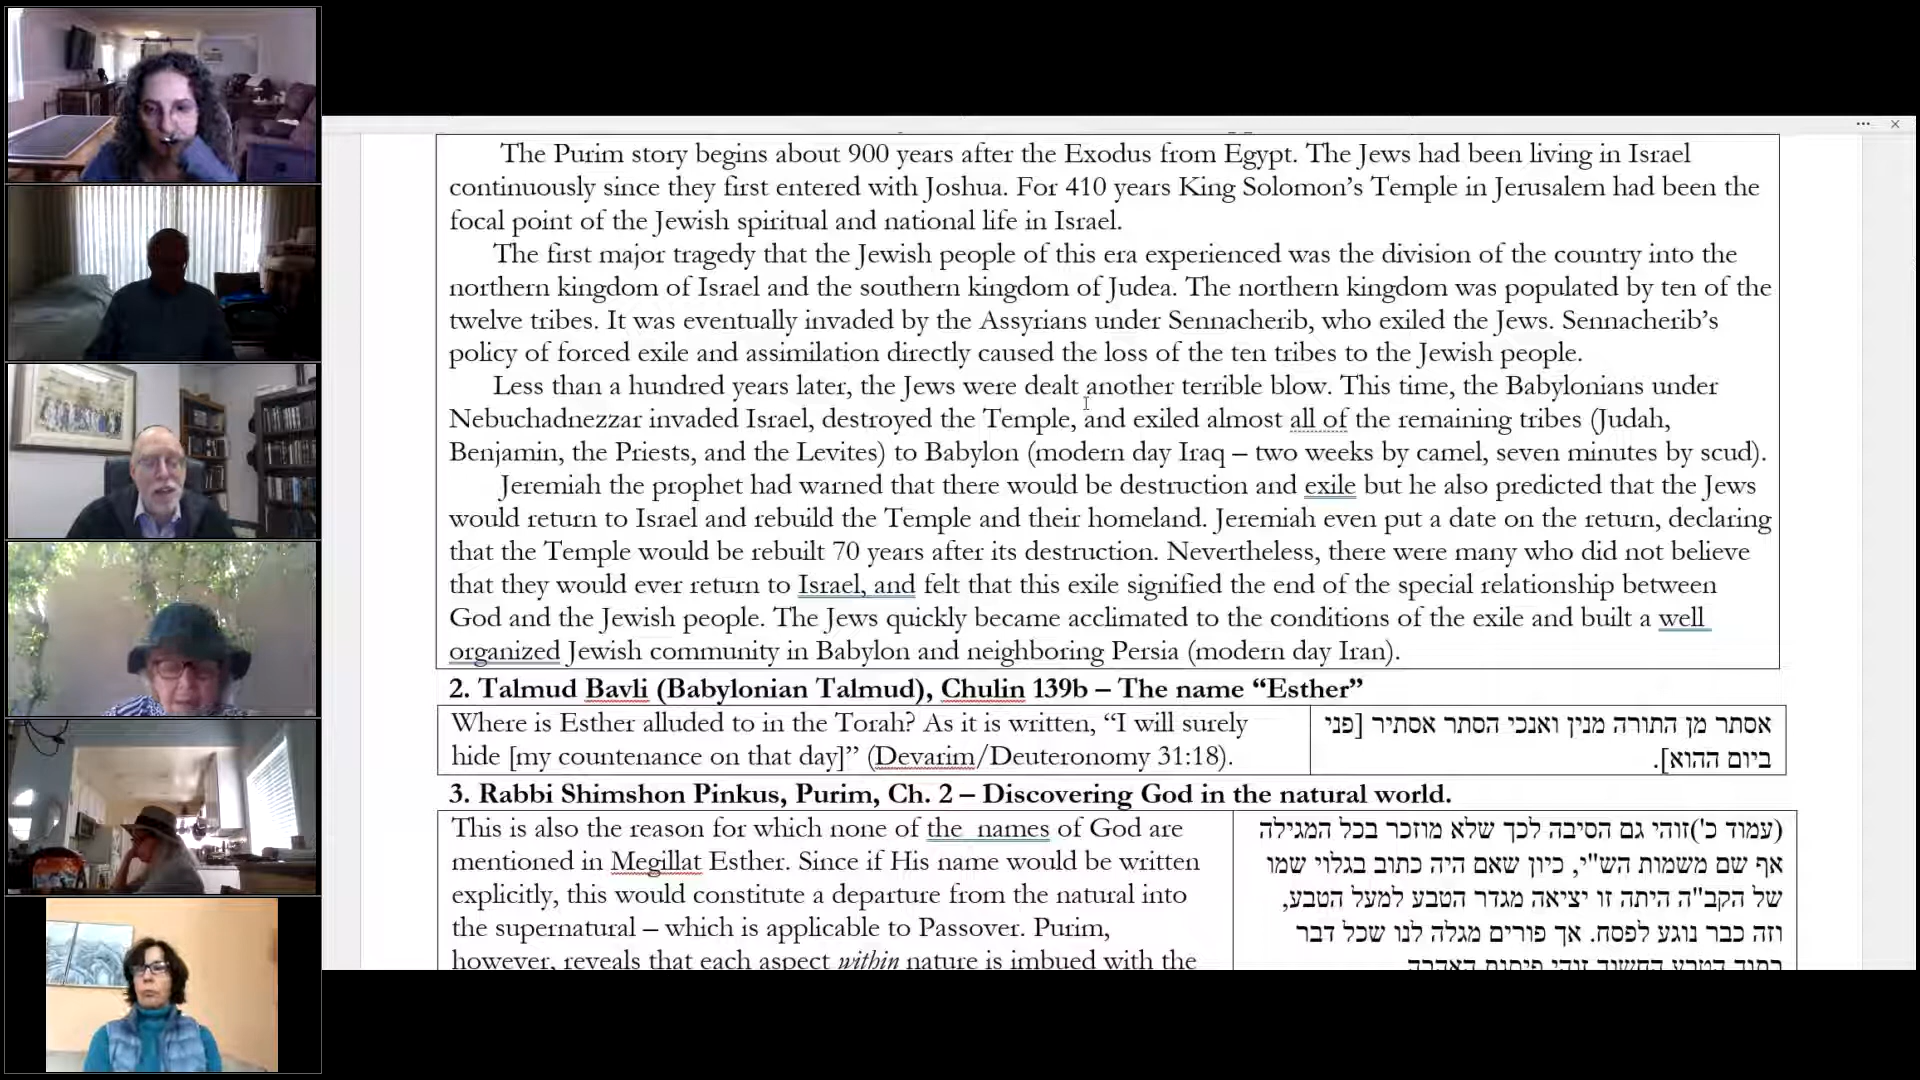 The Purim story begins about 900 years after the Exodus from Egypt. The Jews had been living in Israel
continuously since they first entered with Joshua. For 410 years King Solomon’s Temple in Jerusalem had been the
focal point of the Jewish spiritual and national life in Israel.
The first major tragedy that the Jewish people of this era experienced was the division of the country into the
northern kingdom of Israel and the southern kingdom of Judea. The northern kingdom was populated by ten of the
twelve tribes. It was eventually invaded by the Assyrians under Sennacherib, who exiled the Jews. Sennacherib’s
policy of forced exile and assimilation directly caused the loss of the ten tribes to the Jewish people.
Less than a hundred years later, the Jews were dealt another terrible blow. This time, the Babylonians under
Nebuchadnezzar invaded Israel, destroyed the Temple, and exiled almost all of the remaining tribes (Judah,
Benjamin, the Priests, and the Levites) to Babylon (modern day Iraq – two weeks by camel, seven minutes by scud).
Jeremiah the prophet had warned that there would be destruction and exile but he also predicted that the Jews
would return to Israel and rebuild the Temple and their homeland. Jeremiah even put a date on the return, declaring
that the Temple would be rebuilt 70 years after its destruction. Nevertheless, there were many who did not believe
that they would ever return to Israel, and felt that this exile signified the end of the special relationship between
God and the Jewish people. The Jews quickly became acclimated to the conditions of the exile and built a well
organized Jewish community in Babylon and neighboring Persia (modern day Iran).
2. Talmud Bavli (Babylonian Talmud), Chulin 139b – The name “Esther”
Where is Esther alluded to in the Torah? As it is written, “I will surely
hide [my countenance on that day]” (Devarim/Deuteronomy 31:18).
אסתר מן התורה מנין ואנכי הסתר אסתיר [פני
ביום ההוא].
3. Rabbi Shimshon Pinkus, Purim, Ch. 2 – Discovering God in the natural world.
This is also the reason for which none of the  names of God are
mentioned in Megillat Esther. Since if His name would be written
explicitly, this would constitute a departure from the natural into
the supernatural – which is applicable to Passover. Purim,
however, reveals that each aspect within nature is imbued with the
(עמוד כ')זוהי גם הסיבה לכך שלא מוזכר בכל המגילה
אף שם משמות הש"י, כיון שאם היה כתוב בגלוי שמו
של הקב"ה היתה זו יציאה מגדר הטבע למעל הטבע,
וזה כבר נוגע לפסח. אך פורים מגלה לנו שכל דבר